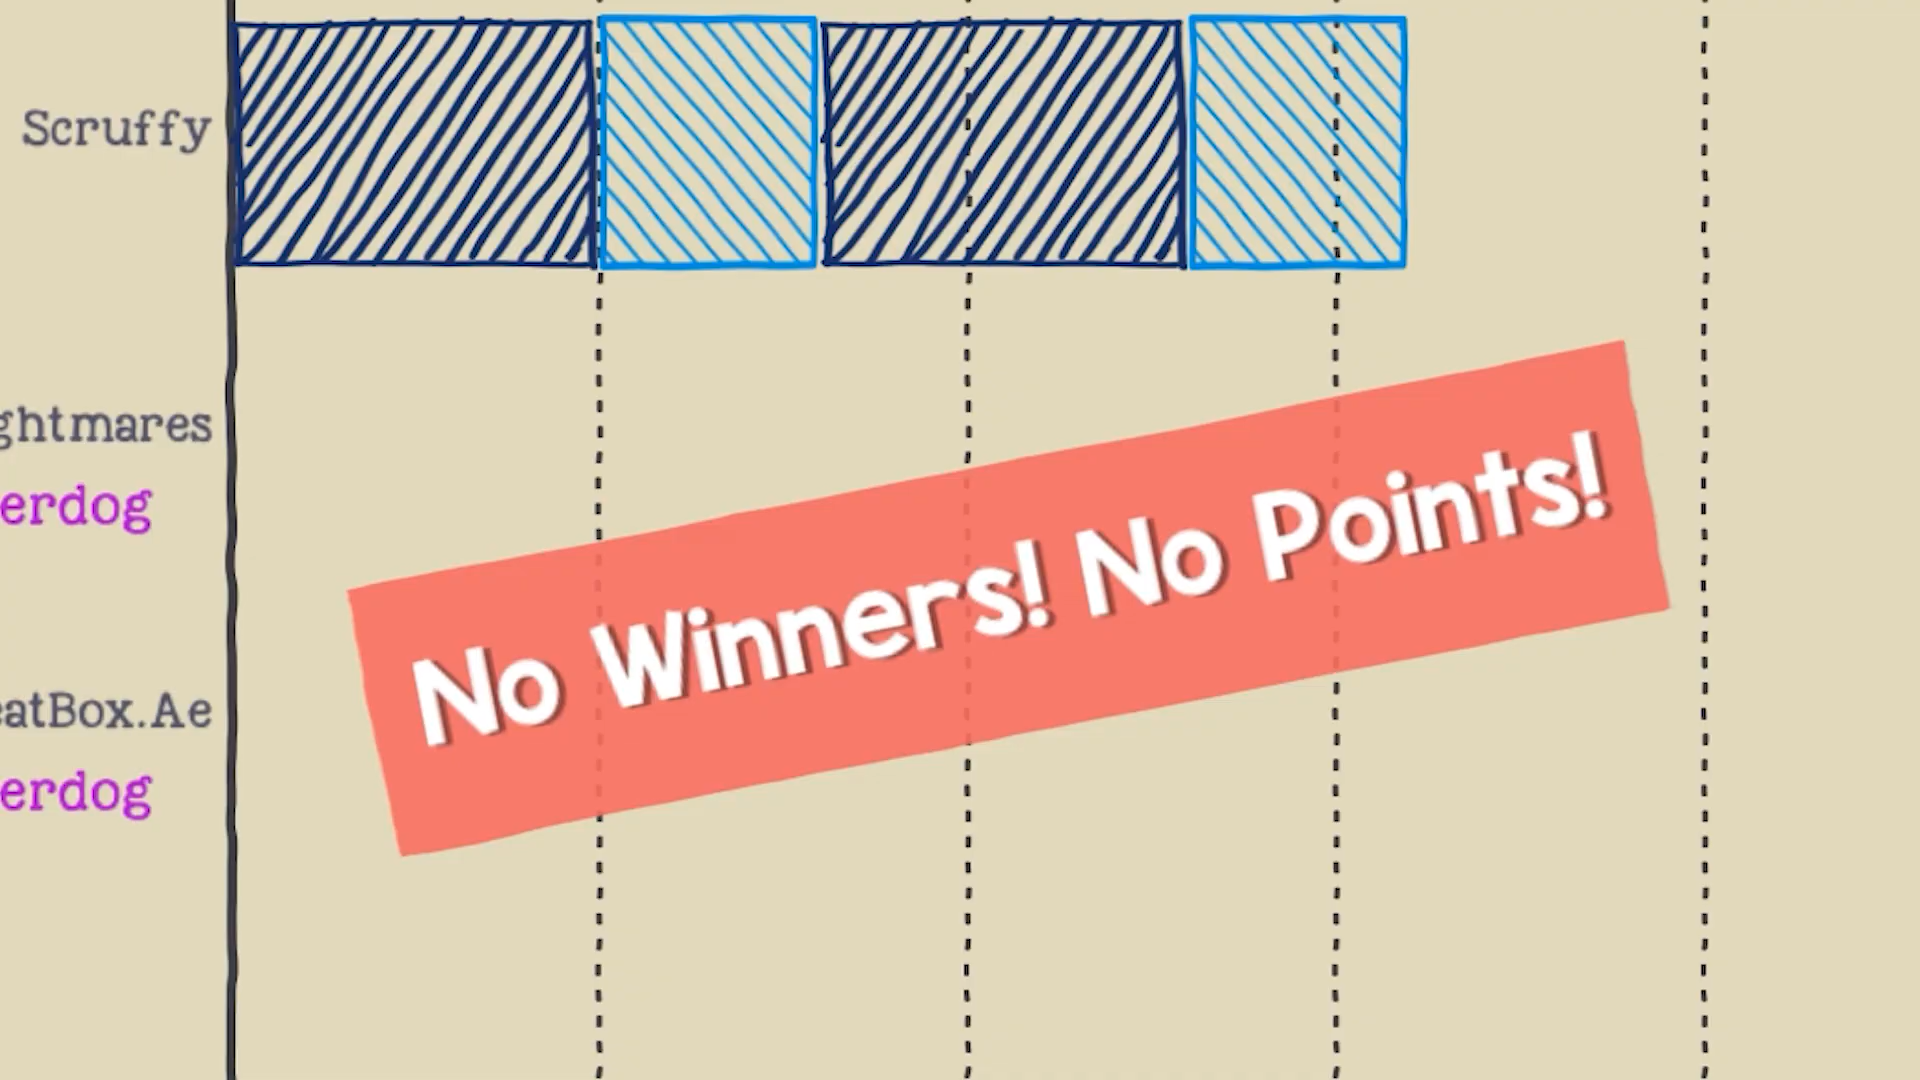 Scruffy
ghtmares
erdog
No Winners! No Points!
eatBox.Ae
erdog